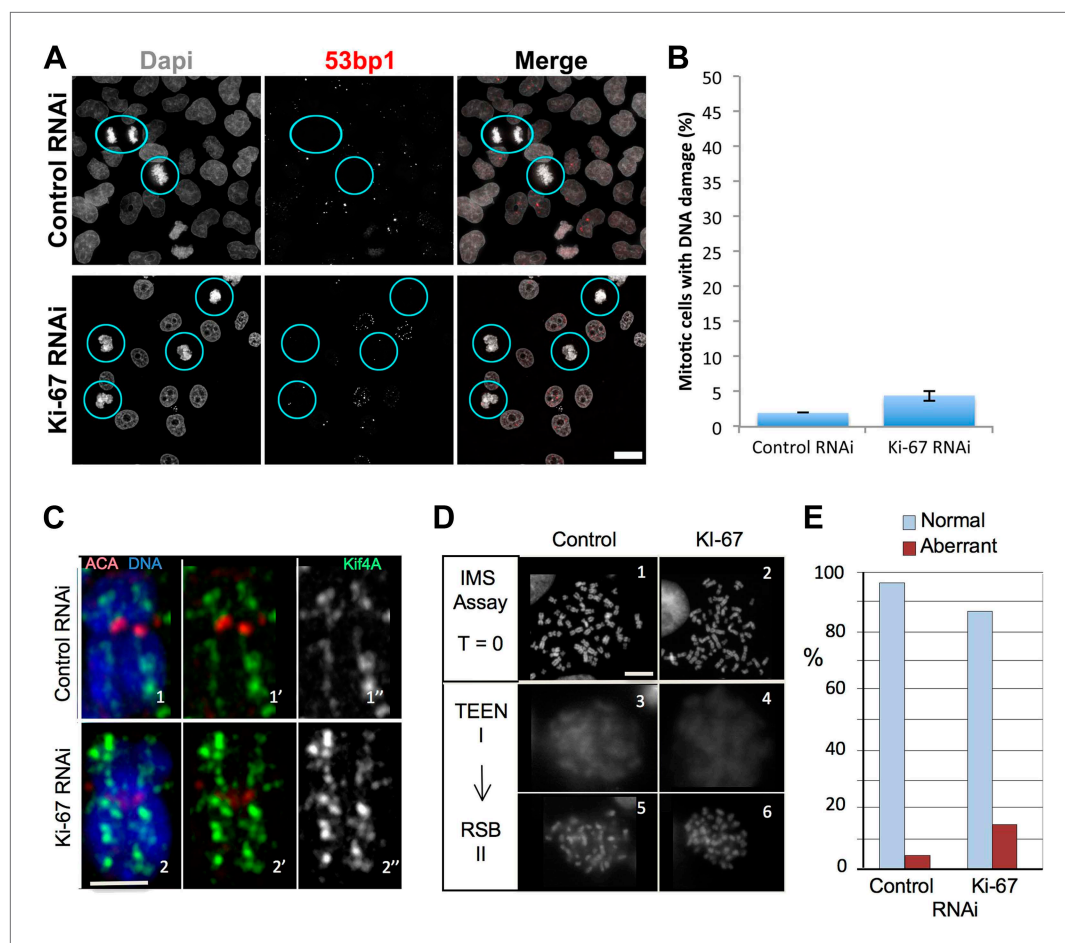 A
Dapi
53bp1
Merge
Control RNAi
Ki-67 RNAi
B
Mitotic cells with DNA damage (%)
50
45
40
35
30
25
20
15
10
5
0
Control RNAi
Ki-67 RNAi
C
ACA DNA Kif4A
Control RNAi
1 1' 1"
Ki-67 RNAi
2 2' 2"
D
Control KI-67
IMS
Assay
T = 0
1 2
TEEN
I
3 4
RSB
II
5 6
E
Normal
Aberrant
100
80
%
60
40
20
0
Control Ki-67
RNAi